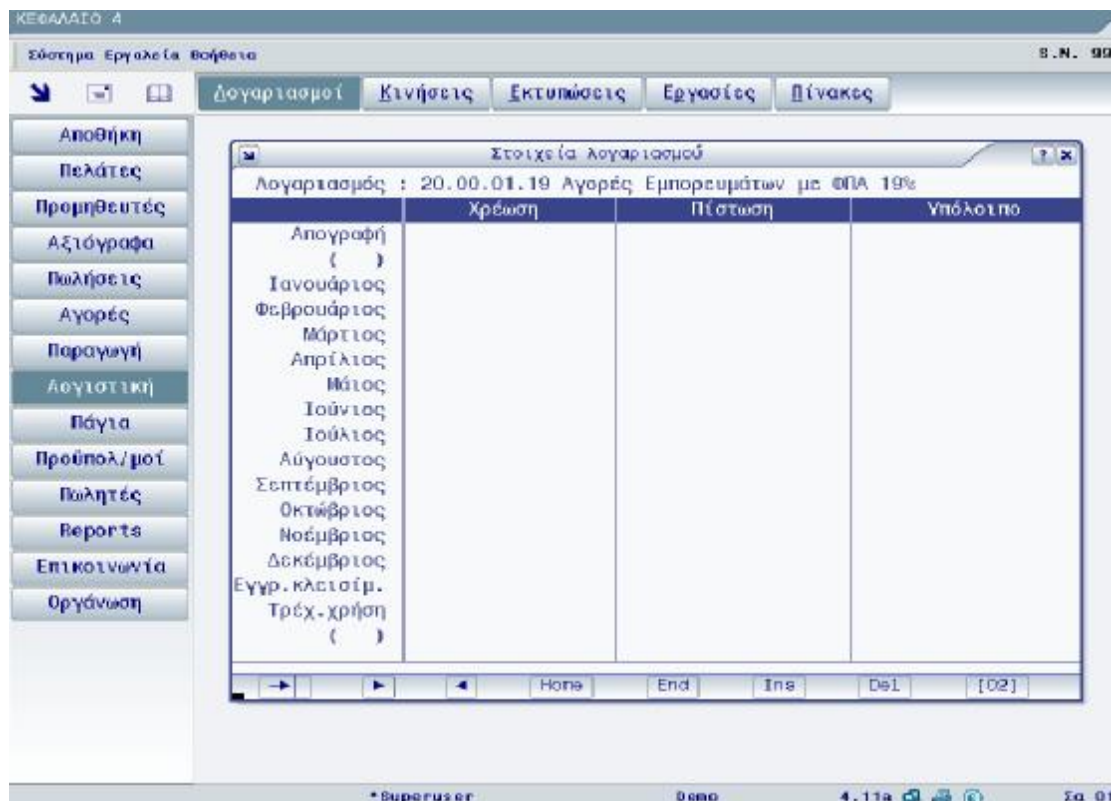 ΚΕΦΑΛΑΙΟ 4
Σύστημα Εργαλεία Βοήθεια S.N. 99
Λογαριασμοί Κινήσεις Εκτυπώσεις Εργασίες Πίνακες
Αποθήκη
Πελάτες
Προμηθευτές
Αξιόγραφα
Πωλήσεις
Αγορές
Παραγωγή
Λογιστική
Πάγια
Προϋπολ/μοί
Πωλητές
Reports
Επικοινωνία
Οργάνωση
Στοιχεία λογαριασμού
Λογαριασμός : 20.00.01.19 Αγορές Εμπορευμάτων με ΦΠΑ 19%
Χρέωση Πίστωση Υπόλοιπο
Απογραφή
( )
Ιανουάριος
Φεβρουάριος
Μάρτιος
Απρίλιος
Μάιος
Ιούνιος
Ιούλιος
Αύγουστος
Σεπτέμβριος
Οκτώβριος
Νοέμβριος
Δεκέμβριος
Εγγρ.κλεισίμ.
Τρέχ.χρήση
( )
Home End Ins Del [02]
*Superuser Demo 4.11a Σα 01